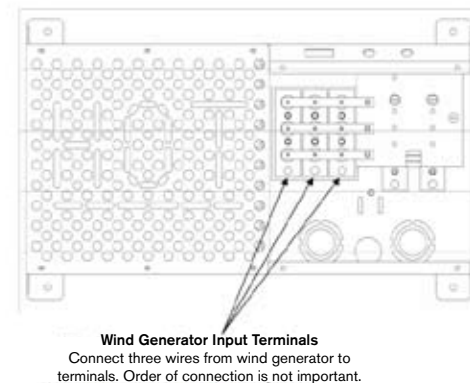 Wind Generator Input Terminals
Connect three wires from wind generator to
terminals. Order of connection is not important.